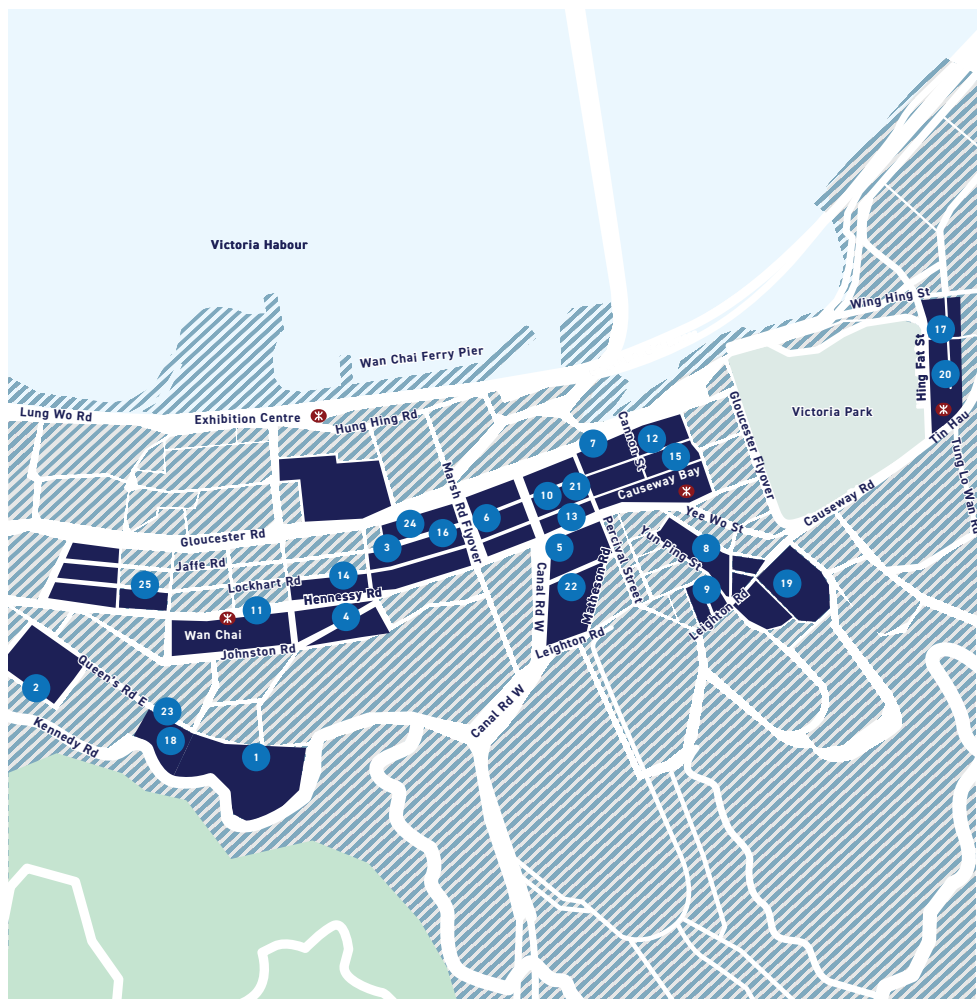 Victoria Habour
Wing Hing St
17
Hing Fat St
20
Wan Chai Ferry Pier
Lung Wo Rd
Exhibition Centre
Hung Hing Rd
Cannon St
Gloucester Flyover
Victoria Park
Tin Hau
7
12
15
Causeway Bay
Tung Lo Wan Rd
Marsh Rd Flyover
10
21
Causeway Rd
24
6
13
Yee Wo St
Gloucester Rd
16
3
Percival Street
Yun Ping St
5
8
Jaffe Rd
14
Lockhart Rd
25
22
Canal Rd W
Matheson Rd
9
19
Hennessy Rd
11
4
Leighton Rd
Wan Chai
Johnston Rd
Leighton Rd
Queen's Rd E
2
23
Canal Rd W
Kennedy Rd
18
1